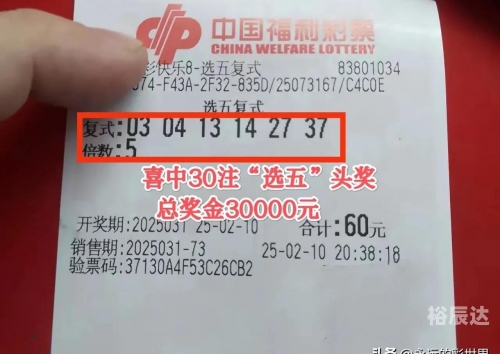 中国福利彩票
CHINA WELFARE LOTTERY
彩快乐8-选五复式 83801034
074-F43A-2F32-835D/25073167/C4C0E
选五复式
复式:03 04 13 14 27 37
倍数:5
喜中30注“选五”头奖
总奖金30000元
开奖期:2025031 25-02-10 合计:60元
销售期:2025031-73 25-02-10 20:38:18
验票码:37130A4F53C26CB2
裕辰达